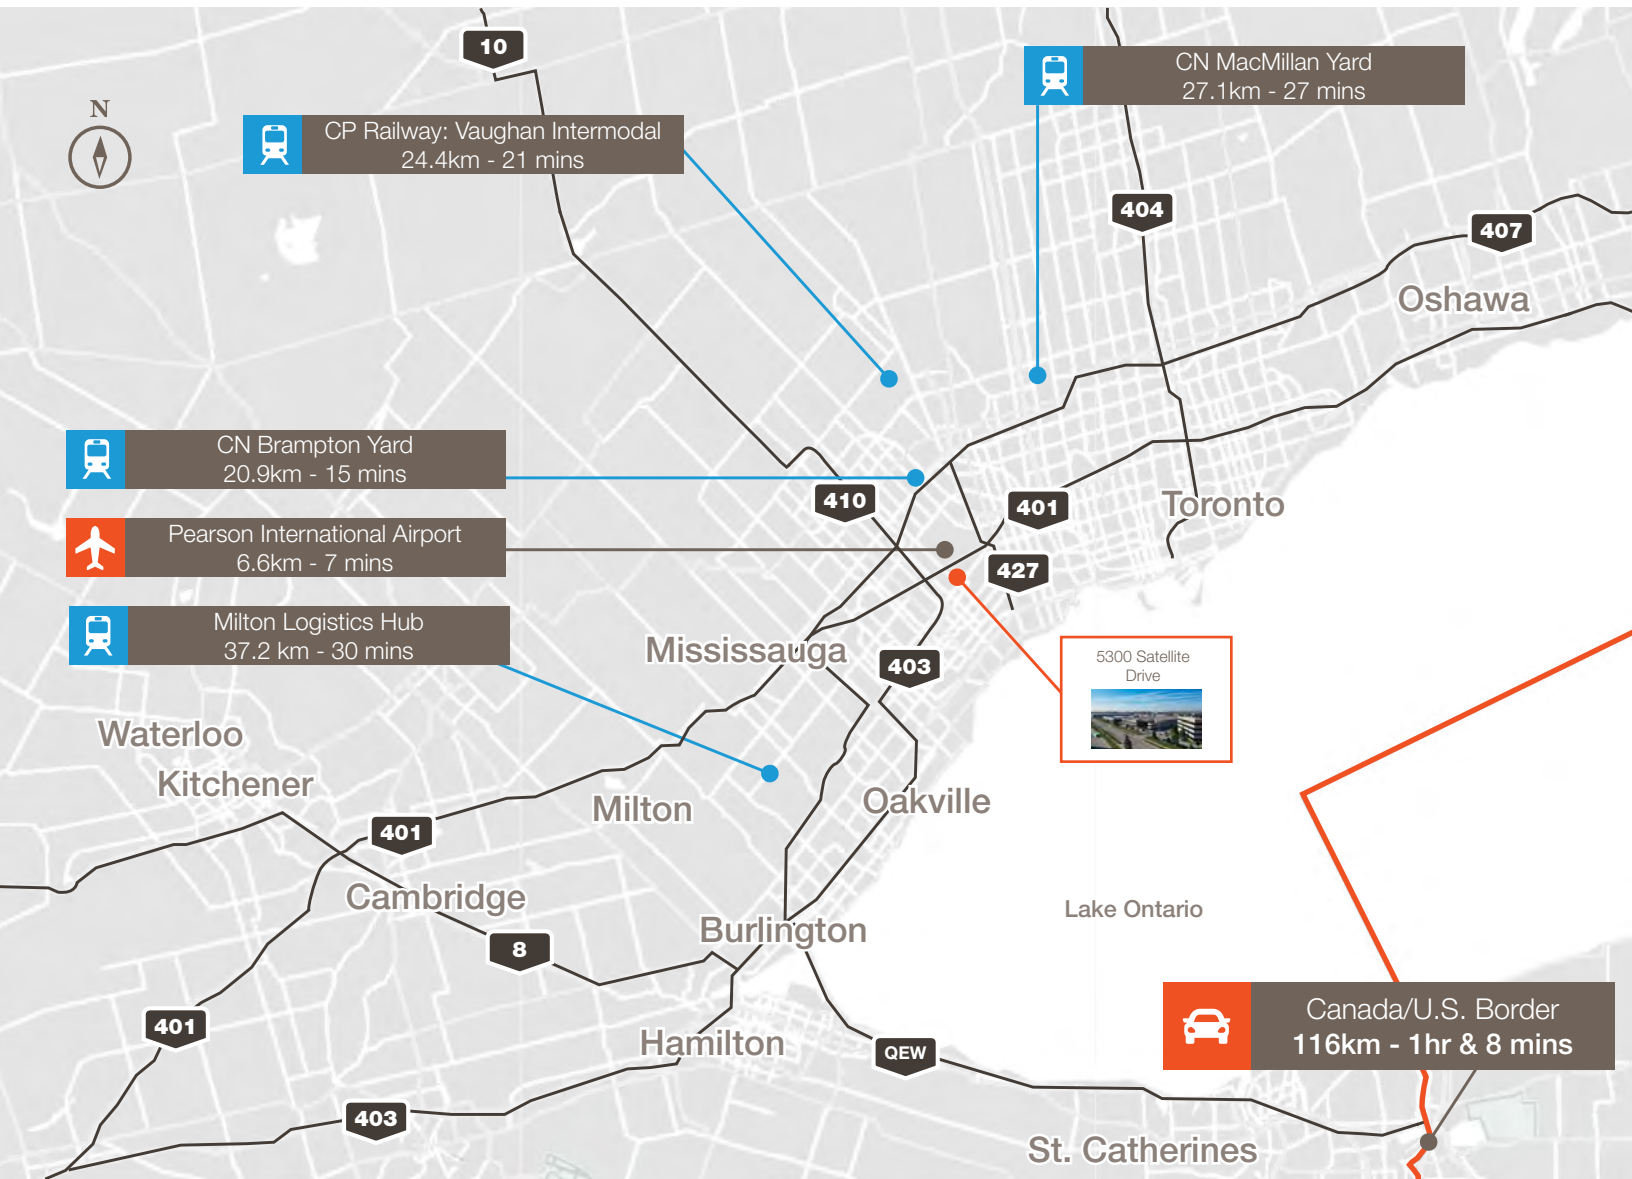 10
CN MacMillan Yard
27.1km - 27 mins
N
CP Railway: Vaughan Intermodal
24.4km - 21 mins
404
407
Oshawa
CN Brampton Yard
20.9km - 15 mins
410
401
Toronto
Pearson International Airport
6.6km - 7 mins
427
Milton Logistics Hub
37.2 km - 30 mins
Mississauga
403
5300 Satellite
Drive
Waterloo
Kitchener
Milton
Oakville
401
Cambridge
Burlington
Lake Ontario
8
401
Hamilton
QEW
Canada/U.S. Border
116km - 1hr & 8 mins
403
St. Catherines